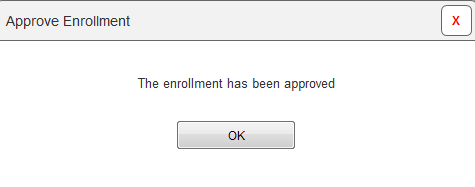 Approve Enrollment
X
The enrollment has been approved
OK